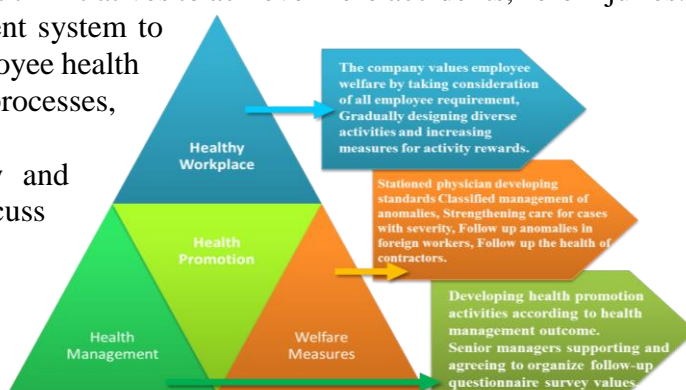 ent system to
oyee health
processes,
y and
cuss
Healthy
Workplace
Health
Promotion
Health
Management
Welfare
Measures
The company values employee
welfare by taking consideration
of all employee requirement,
Gradually designing diverse
activities and increasing
measures for activity rewards.
Stationed physician developing
standards Classified management of
anomalies, Strengthening care for cases
with severity, Follow up anomalies in
foreign workers, Follow up the health of
contractors.
Developing health promotion
activities according to health
management outcome.
Senior managers supporting and
agreeing to organize follow-up
questionnaire survey values.